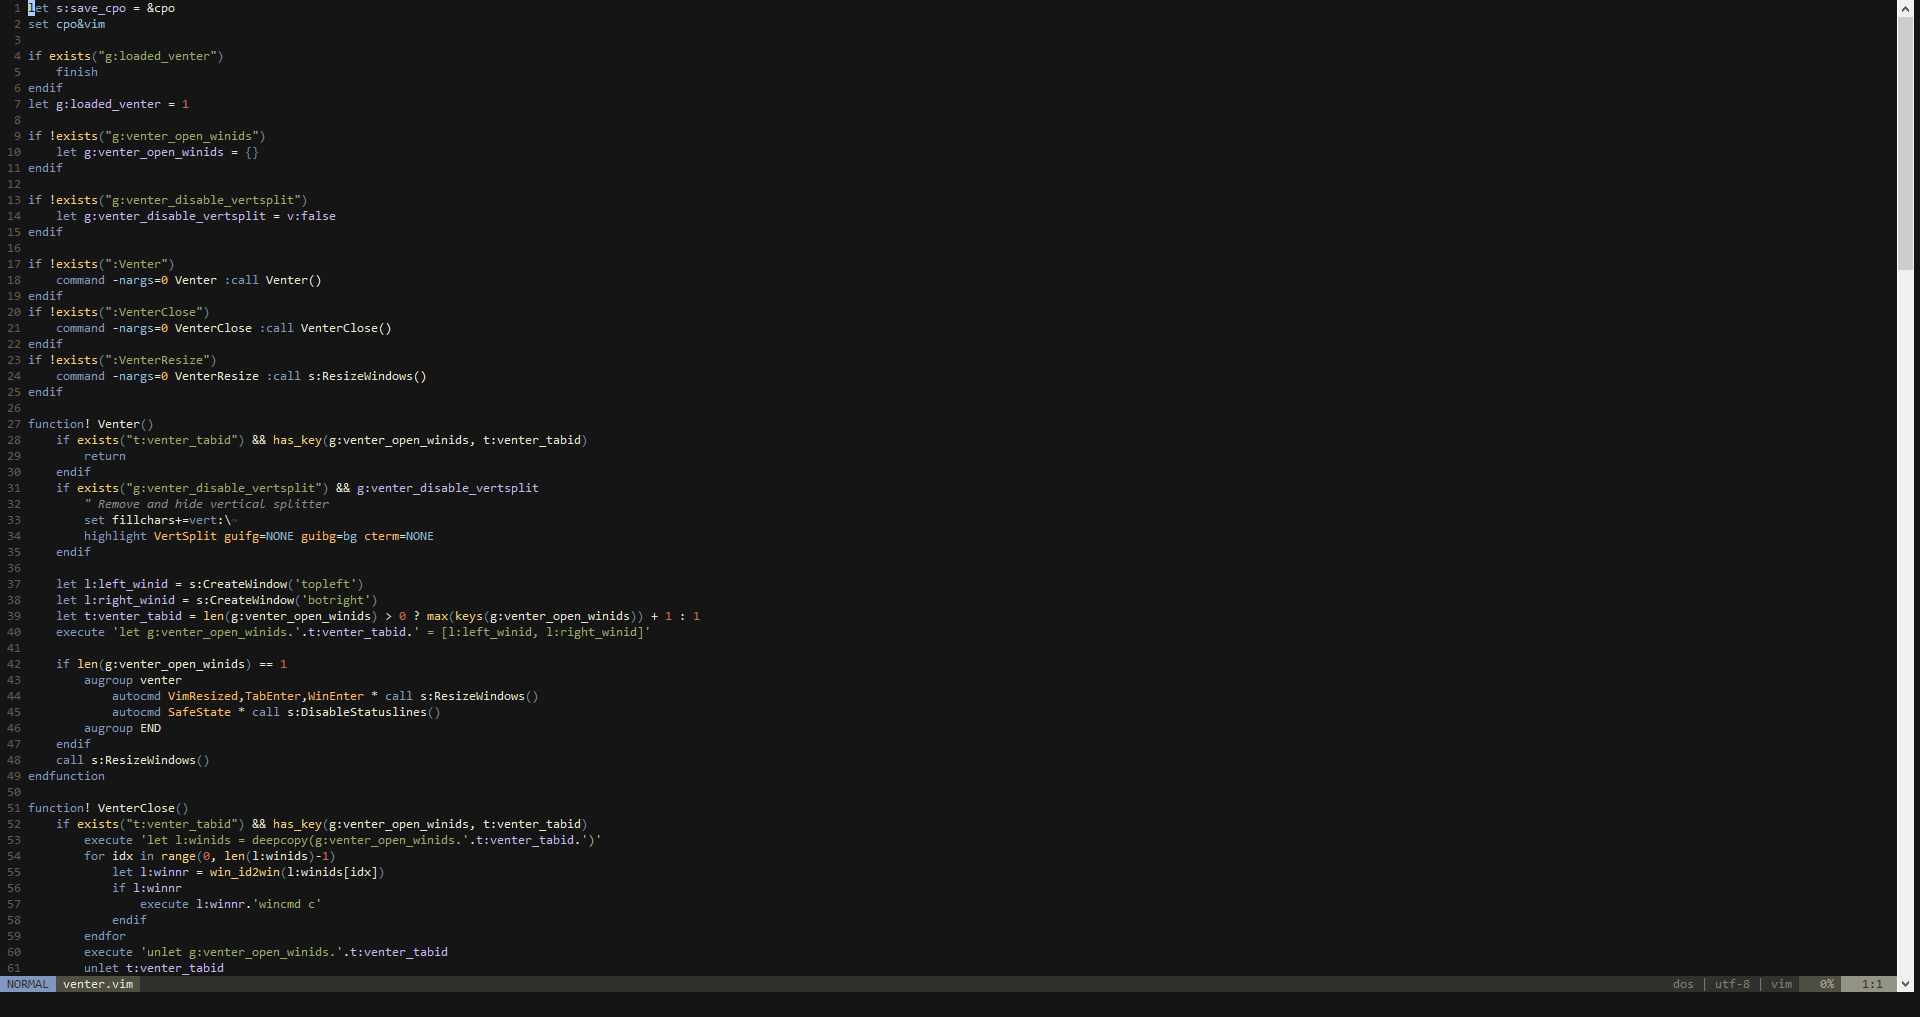 1 let s:save_cpo = &cpo
2 set cpo&vim
3
4 if exists("g:loaded_venter")
5     finish
6 endif
7 let g:loaded_venter = 1
8
9 if !exists("g:venter_open_winids")
10     let g:venter_open_winids = {}
11 endif
12
13 if !exists("g:venter_disable_vertsplit")
14     let g:venter_disable_vertsplit = v:false
15 endif
16
17 if !exists(":Venter")
18     command -nargs=0 Venter :call Venter()
19 endif
20 if !exists(":VenterClose")
21     command -nargs=0 VenterClose :call VenterClose()
22 endif
23 if !exists(":VenterResize")
24     command -nargs=0 VenterResize :call s:ResizeWindows()
25 endif
26
27 function! Venter()
28     if exists("t:venter_tabid") && has_key(g:venter_open_winids, t:venter_tabid)
29         return
30     endif
31     if exists("g:venter_disable_vertsplit") && g:venter_disable_vertsplit
32         " Remove and hide vertical splitter
33         set fillchars+=vert:\~
34         highlight VertSplit guifg=NONE guibg=bg cterm=NONE
35     endif
36
37     let l:left_winid = s:CreateWindow('topleft')
38     let l:right_winid = s:CreateWindow('botright')
39     let t:venter_tabid = len(g:venter_open_winids) > 0 ? max(keys(g:venter_open_winids)) + 1 : 1
40     execute 'let g:venter_open_winids.'.t:venter_tabid.' = [l:left_winid, l:right_winid]'
41
42     if len(g:venter_open_winids) == 1
43         augroup venter
44             autocmd VimResized,TabEnter,WinEnter * call s:ResizeWindows()
45             autocmd SafeState * call s:DisableStatuslines()
46         augroup END
47     endif
48     call s:ResizeWindows()
49 endfunction
50
51 function! VenterClose()
52     if exists("t:venter_tabid") && has_key(g:venter_open_winids, t:venter_tabid)
53         execute 'let l:winids = deepcopy(g:venter_open_winids.'.t:venter_tabid.')'
54         for idx in range(0, len(l:winids)-1)
55             let l:winnr = win_id2win(l:winids[idx])
56             if l:winnr
57                 execute l:winnr.'wincmd c'
58             endif
59         endfor
60         execute 'unlet g:venter_open_winids.'.t:venter_tabid
61         unlet t:venter_tabid
NORMAL venter.vim dos | utf-8 | vim 0% 1:1